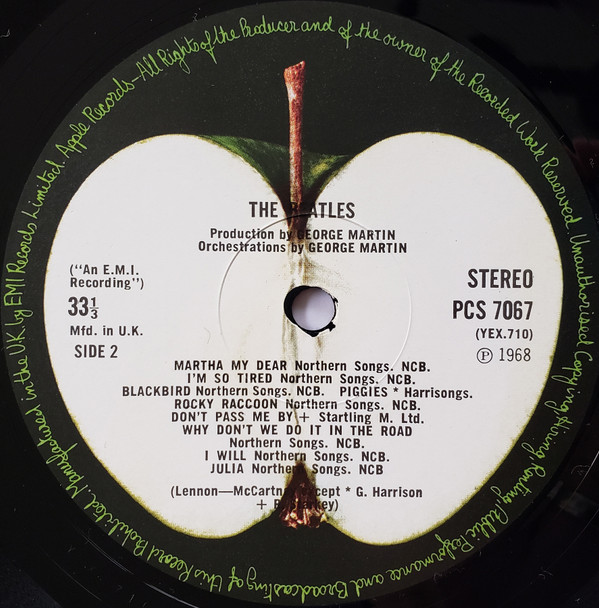 Manufactured in the U.K. by EMI Records Limited. Apple Records—All Rights of the Producer and of the owner of the Recorded Work Reserved. Unauthorised Copying, Hiring, Renting, Public Performance and Broadcasting of this Record Prohibited.
THE BEATLES
Production by GEORGE MARTIN
Orchestrations by GEORGE MARTIN
("An E.M.I.
Recording")
33⅓
Mfd. in U.K.
SIDE 2
STEREO
PCS 7067
(YEX.710)
Ⓟ 1968
MARTHA MY DEAR Northern Songs. NCB.
I'M SO TIRED Northern Songs. NCB.
BLACKBIRD Northern Songs. NCB. PIGGIES * Harrisongs.
ROCKY RACCOON Northern Songs. NCB.
DON'T PASS ME BY + Startling M. Ltd.
WHY DON'T WE DO IT IN THE ROAD
Northern Songs. NCB.
I WILL Northern Songs. NCB.
JULIA Northern Songs. NCB
(Lennon—McCartney except * G. Harrison
+ R. Starkey)